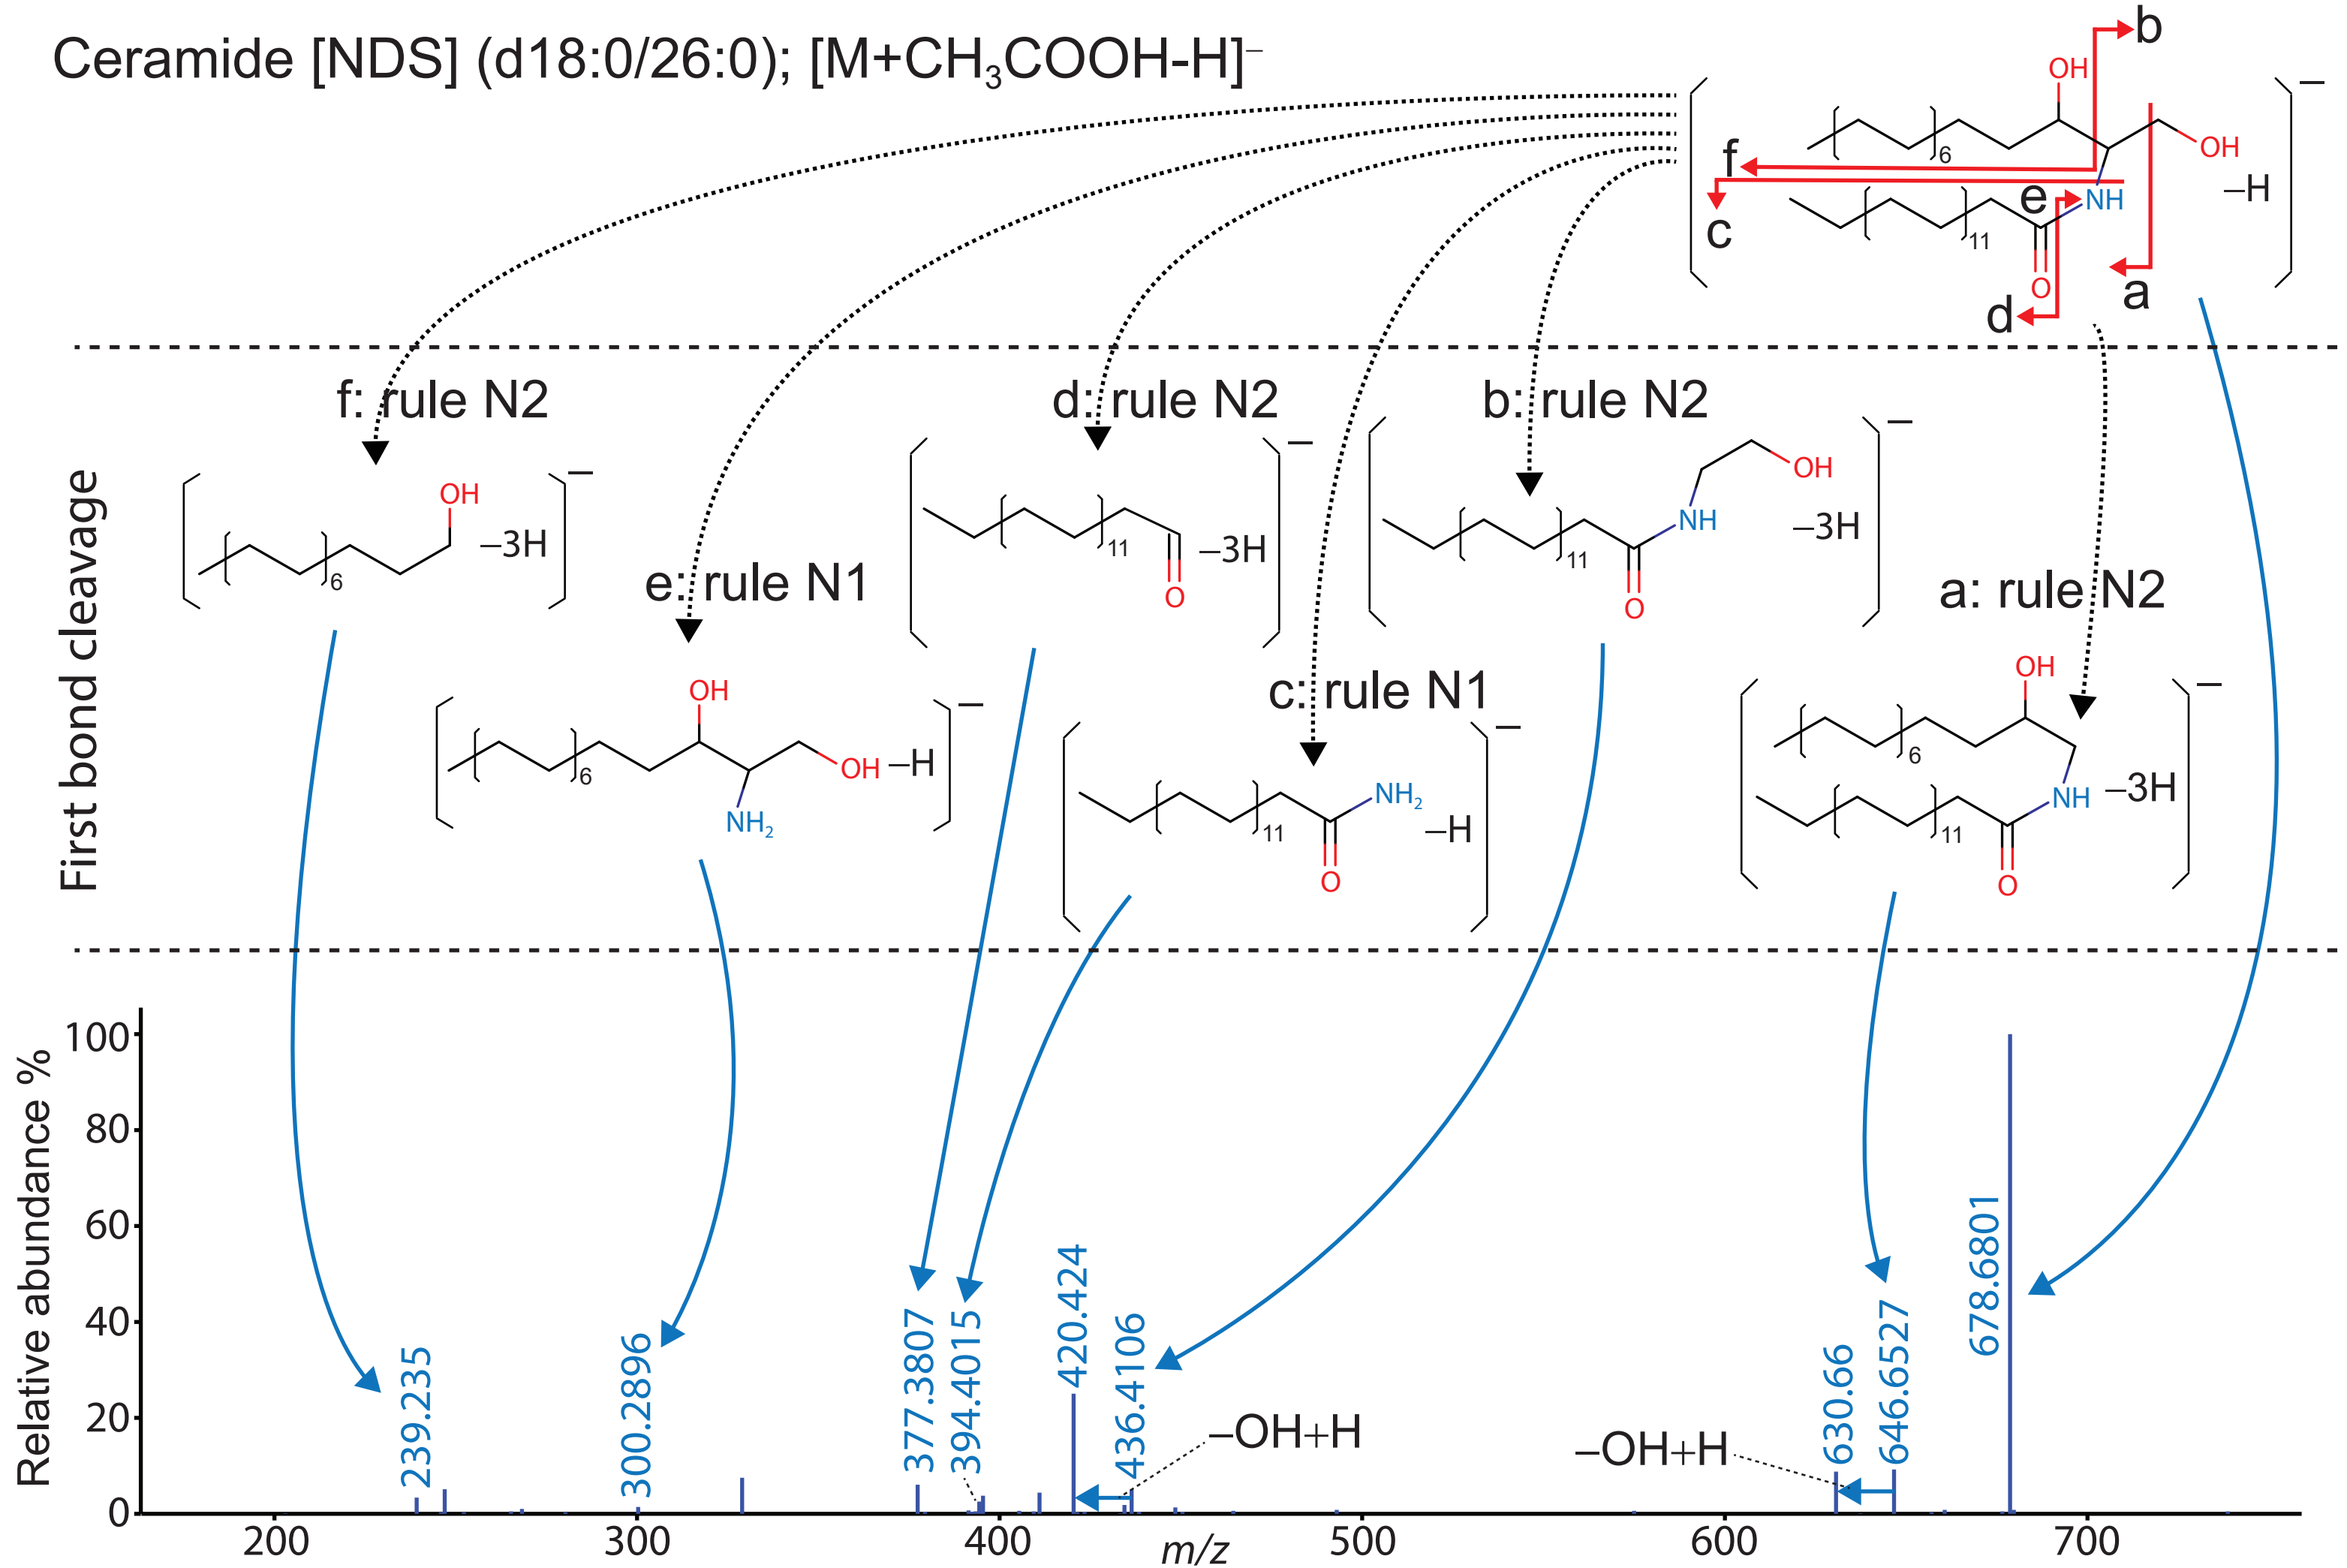 Ceramide [NDS] (d18:0/26:0); [M+CH₃COOH-H]⁻
b
OH
OH
6
f
–H
NH
e
c
11
O
a
d
–
First bond cleavage
f: rule N2
OH
–3H
6
–
e: rule N1
OH
6
OH
–H
NH₂
–
d: rule N2
11
–3H
O
–
c: rule N1
NH₂
11
–H
O
–
b: rule N2
OH
NH
–3H
11
O
–
a: rule N2
OH
6
NH
–3H
11
O
–
Relative abundance %
100
80
60
40
20
0
239.235
300.2896
377.3807
394.4015
420.424
436.4106
–OH+H
–OH+H
630.66
646.6527
678.6801
200
300
400
m/z
500
600
700